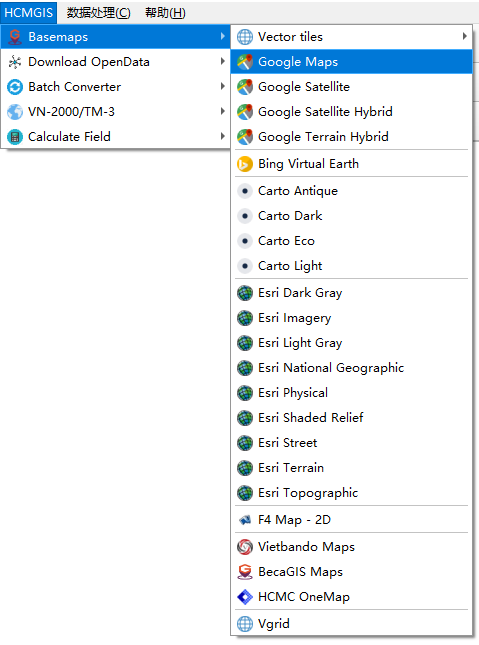 HCMGIS 数据处理(C) 帮助(H)
Basemaps
Download OpenData
Batch Converter
VN-2000/TM-3
Calculate Field
Vector tiles
Google Maps
Google Satellite
Google Satellite Hybrid
Google Terrain Hybrid
Bing Virtual Earth
Carto Antique
Carto Dark
Carto Eco
Carto Light
Esri Dark Gray
Esri Imagery
Esri Light Gray
Esri National Geographic
Esri Physical
Esri Shaded Relief
Esri Street
Esri Terrain
Esri Topographic
F4 Map - 2D
Vietbando Maps
BecaGIS Maps
HCMC OneMap
Vgrid